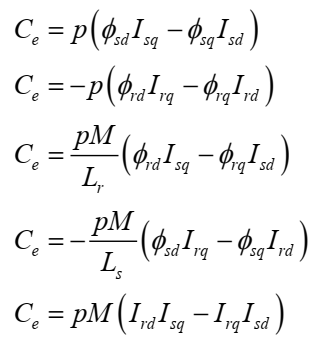 C_e = p(ϕ_sd I_sq − ϕ_sq I_sd)
C_e = −p(ϕ_rd I_rq − ϕ_rq I_rd)
C_e = pM/L_r (ϕ_rd I_sq − ϕ_rq I_sd)
C_e = − pM/L_s (ϕ_sd I_rq − ϕ_sq I_rd)
C_e = pM(I_rd I_sq − I_rq I_sd)